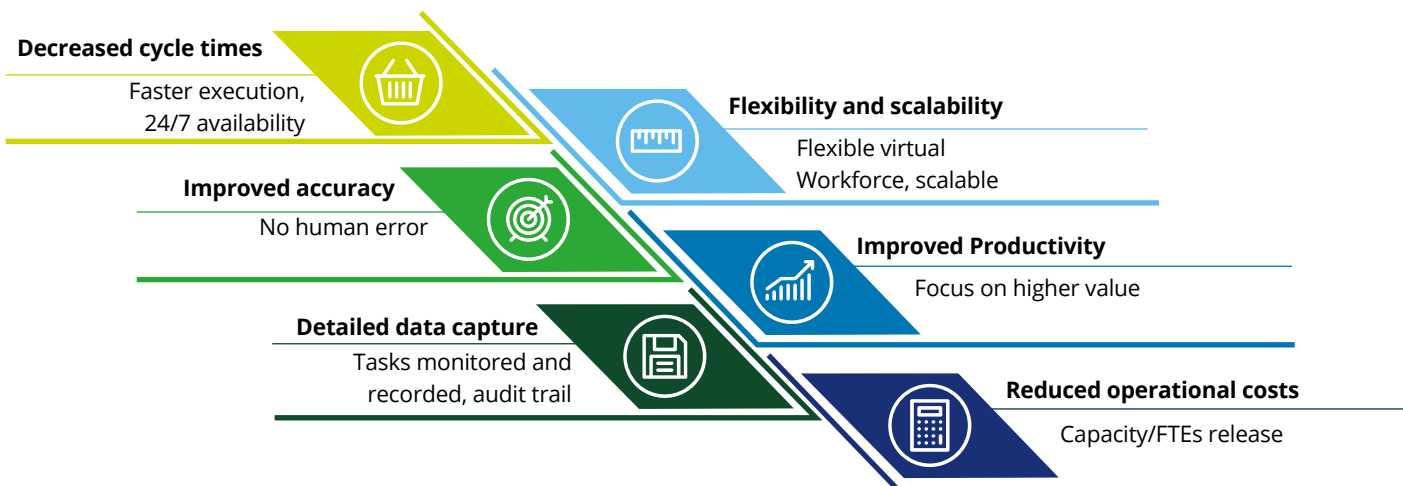 Decreased cycle times
Faster execution,
24/7 availability
Flexibility and scalability
Flexible virtual
Workforce, scalable
Improved accuracy
No human error
Improved Productivity
Focus on higher value
Detailed data capture
Tasks monitored and
recorded, audit trail
Reduced operational costs
Capacity/FTEs release